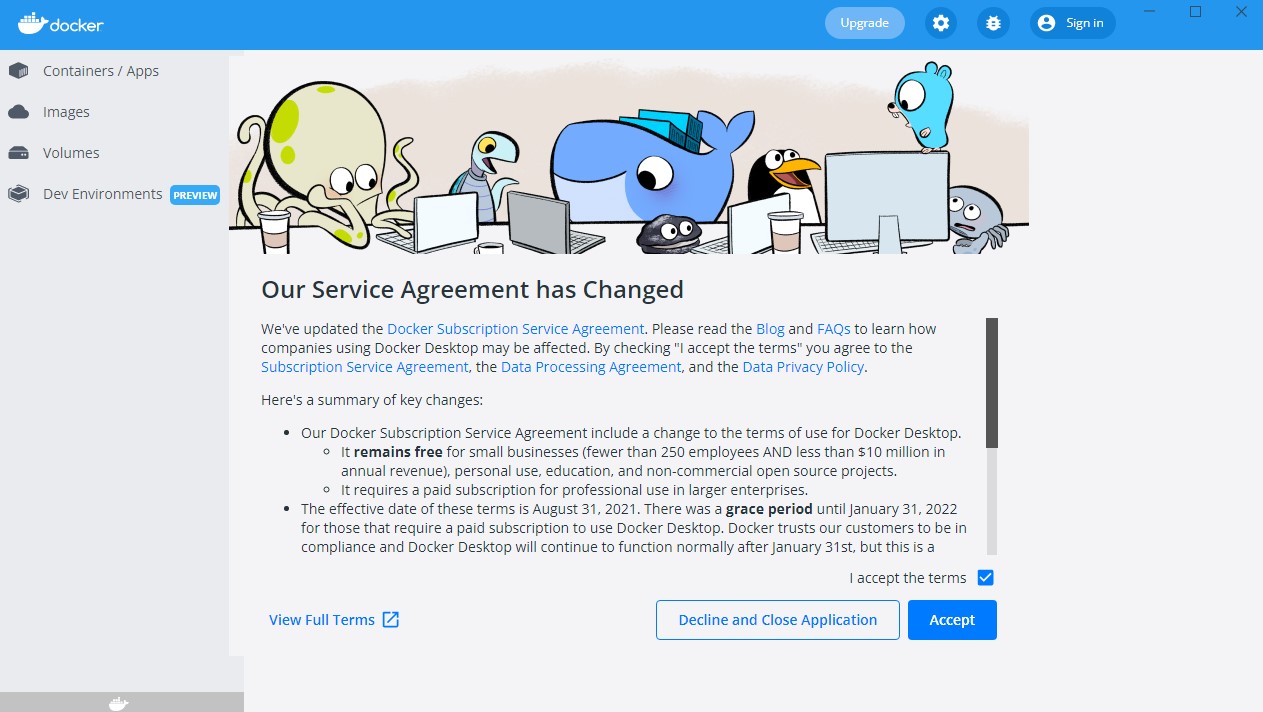 docker
Upgrade
Sign in
Containers / Apps
Images
Volumes
Dev Environments PREVIEW
Our Service Agreement has Changed
We've updated the Docker Subscription Service Agreement. Please read the Blog and FAQs to learn how
companies using Docker Desktop may be affected. By checking "I accept the terms" you agree to the
Subscription Service Agreement, the Data Processing Agreement, and the Data Privacy Policy.
Here's a summary of key changes:
• Our Docker Subscription Service Agreement include a change to the terms of use for Docker Desktop.
◦ It remains free for small businesses (fewer than 250 employees AND less than $10 million in
annual revenue), personal use, education, and non-commercial open source projects.
◦ It requires a paid subscription for professional use in larger enterprises.
• The effective date of these terms is August 31, 2021. There was a grace period until January 31, 2022
for those that require a paid subscription to use Docker Desktop. Docker trusts our customers to be in
compliance and Docker Desktop will continue to function normally after January 31st, but this is a
I accept the terms
View Full Terms
Decline and Close Application
Accept